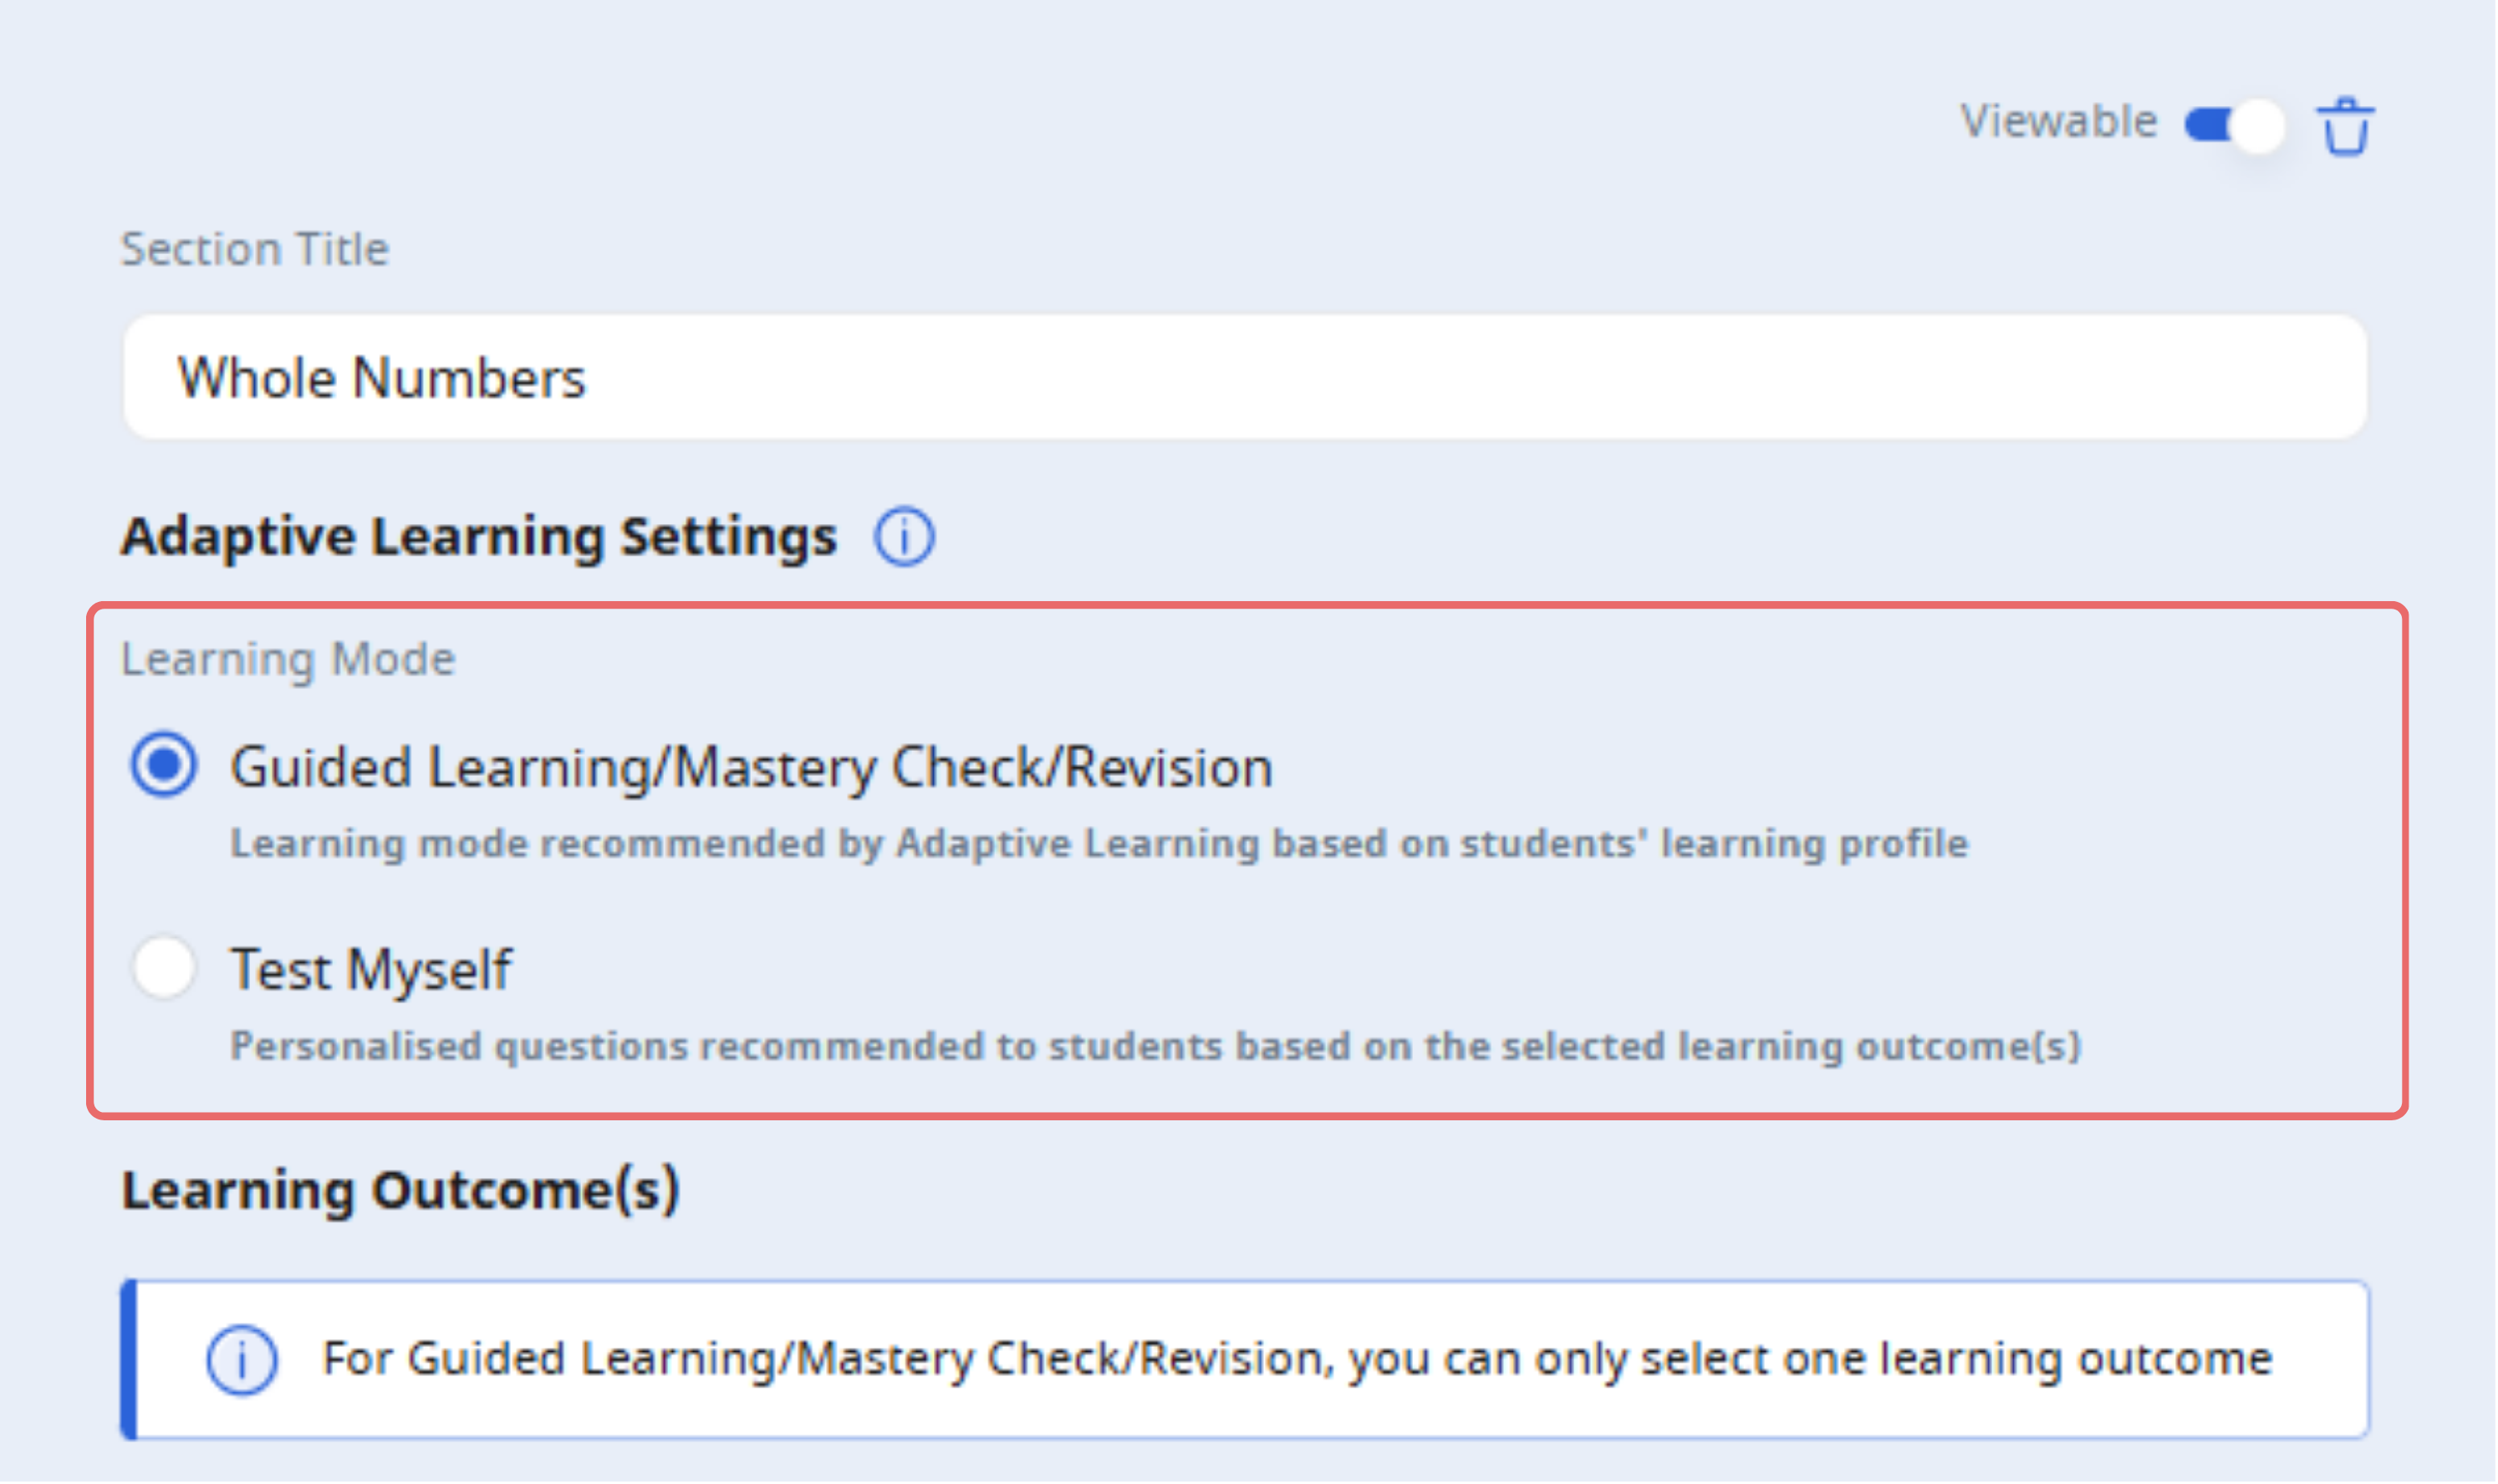 Viewable
Section Title
Whole Numbers
Adaptive Learning Settings
Learning Mode
Guided Learning/Mastery Check/Revision
Learning mode recommended by Adaptive Learning based on students' learning profile
Test Myself
Personalised questions recommended to students based on the selected learning outcome(s)
Learning Outcome(s)
For Guided Learning/Mastery Check/Revision, you can only select one learning outcome